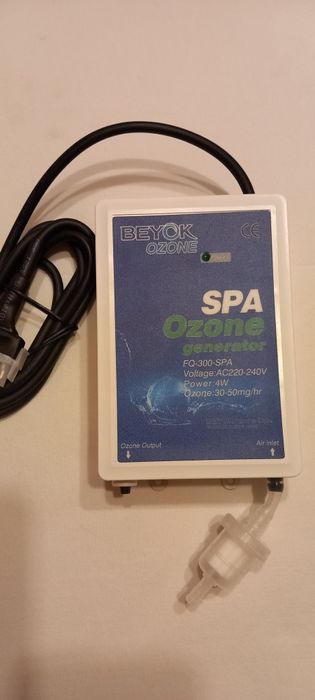 BEYOK
OZONE
CE
SPA
Ozone
generator
FQ-300-SPA
Voltage:AC220-240V
Power:4W
Ozone:30-50mg/hr
Ozone Output
Air Inlet